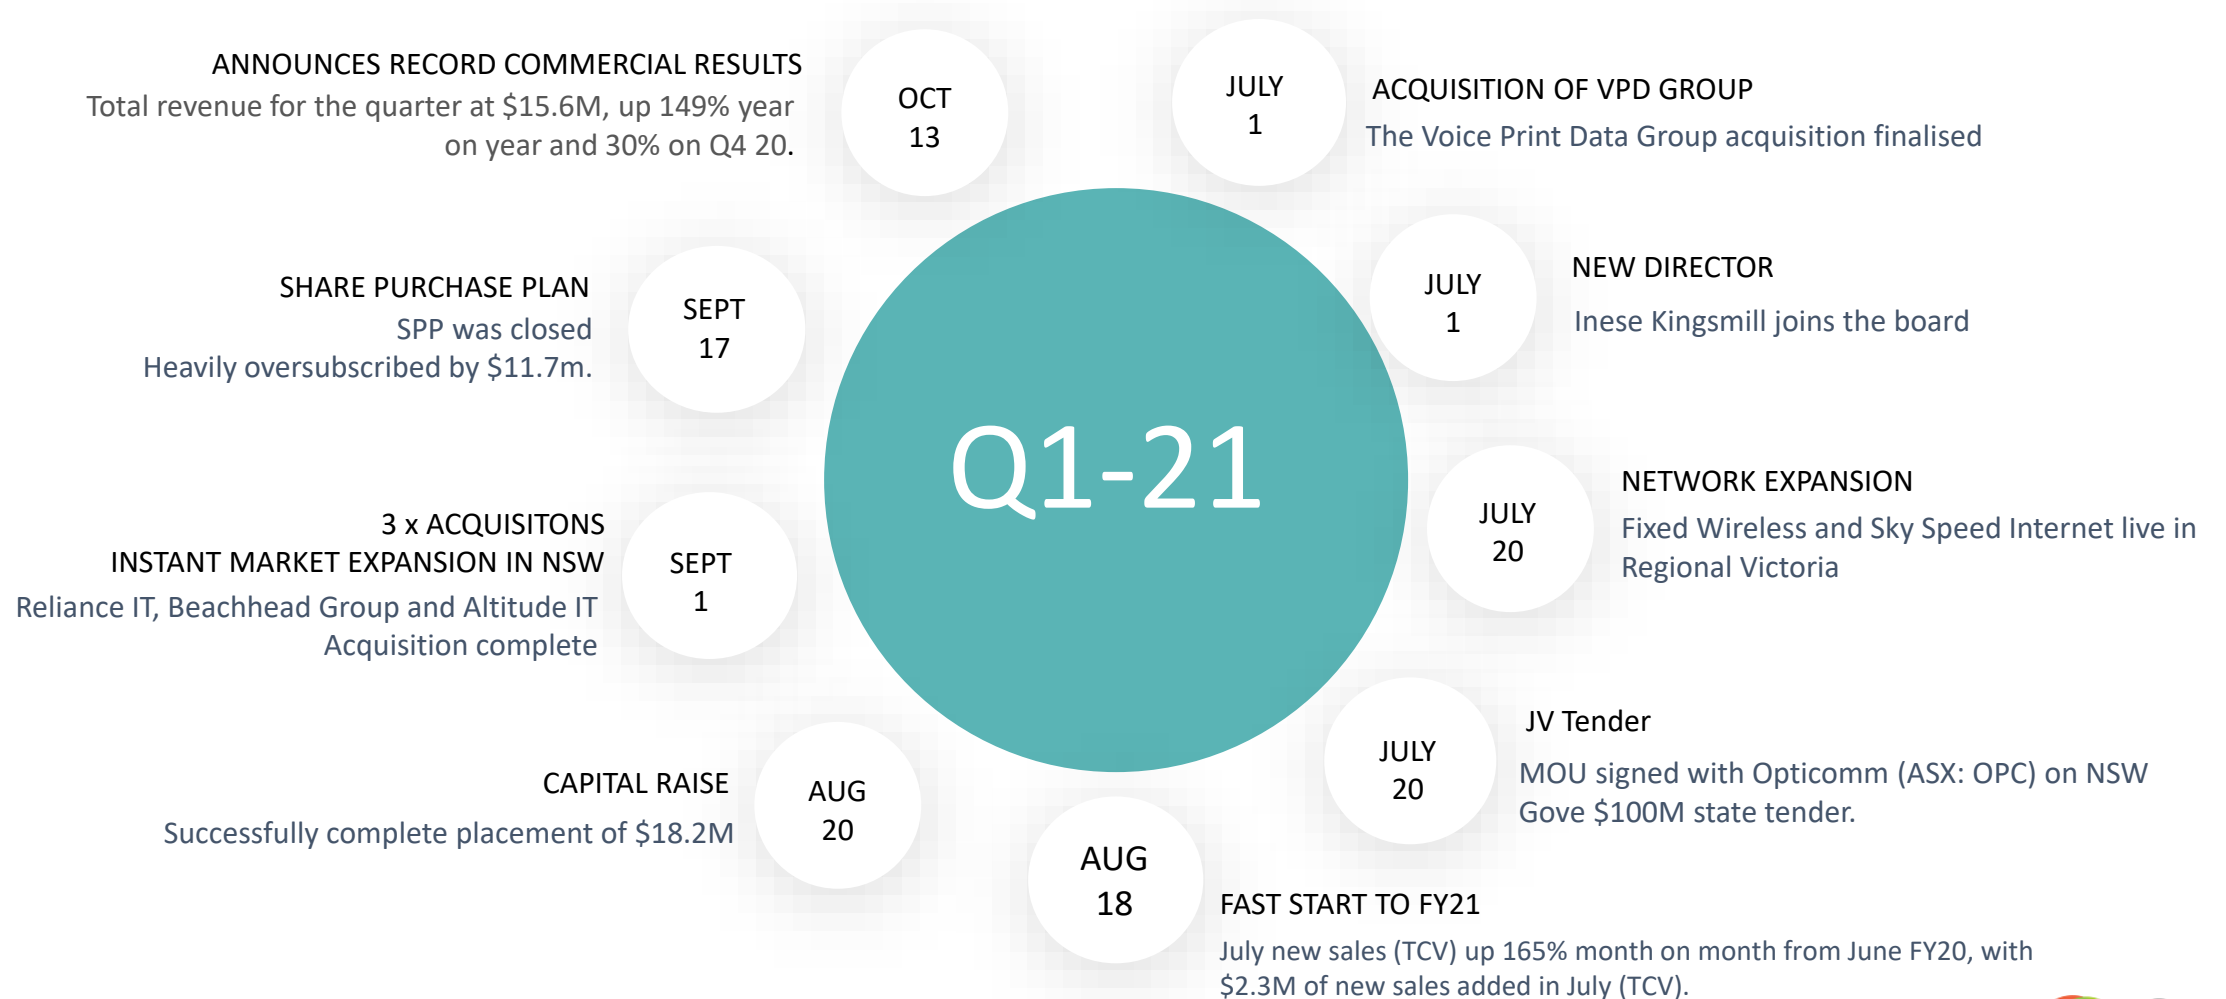 Q1-21
JULY
1
ACQUISITION OF VPD GROUP
The Voice Print Data Group acquisition finalised
JULY
1
NEW DIRECTOR
Inese Kingsmill joins the board
JULY
20
NETWORK EXPANSION
Fixed Wireless and Sky Speed Internet live in
Regional Victoria
JULY
20
JV Tender
MOU signed with Opticomm (ASX: OPC) on NSW
Gove $100M state tender.
AUG
18
FAST START TO FY21
July new sales (TCV) up 165% month on month from June FY20, with
$2.3M of new sales added in July (TCV).
AUG
20
CAPITAL RAISE
Successfully complete placement of $18.2M
SEPT
1
3 x ACQUISITONS
INSTANT MARKET EXPANSION IN NSW
Reliance IT, Beachhead Group and Altitude IT
Acquisition complete
SEPT
17
SHARE PURCHASE PLAN
SPP was closed
Heavily oversubscribed by $11.7m.
OCT
13
ANNOUNCES RECORD COMMERCIAL RESULTS
Total revenue for the quarter at $15.6M, up 149% year
on year and 30% on Q4 20.